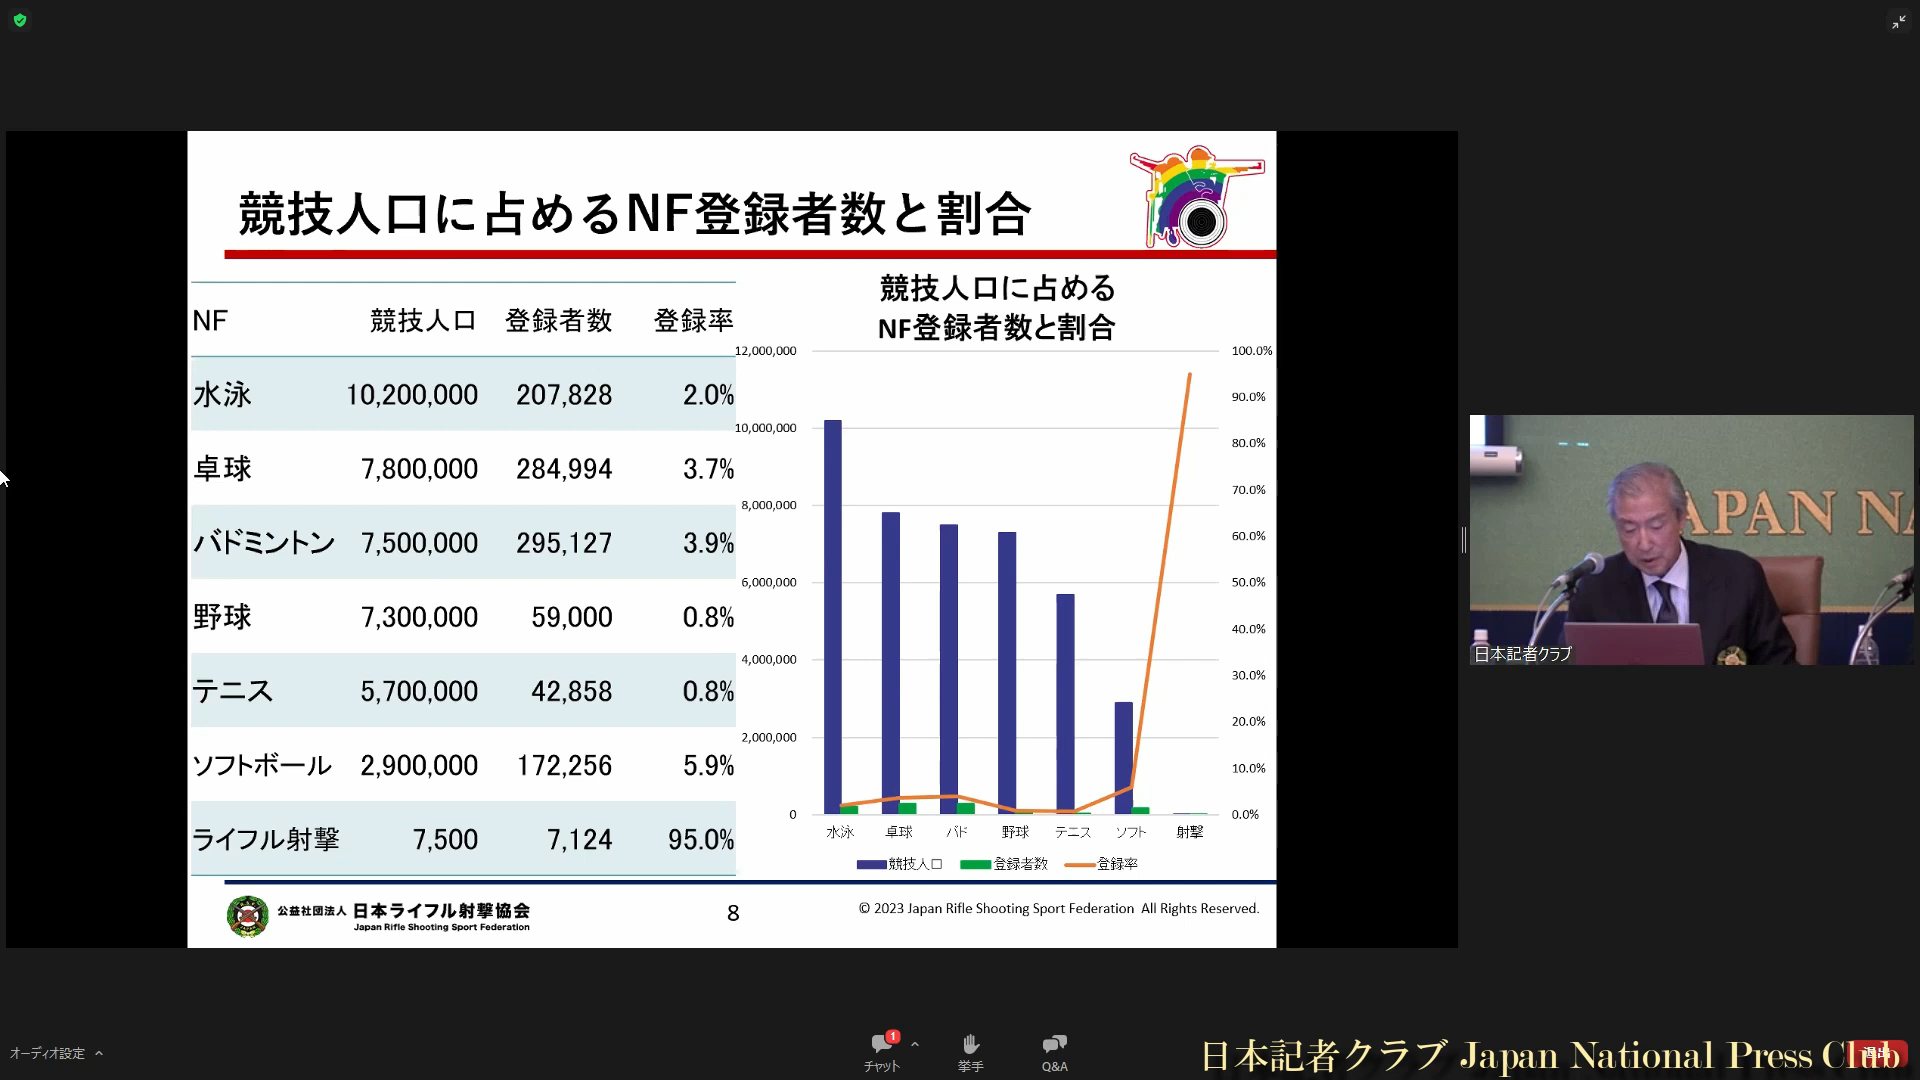 競技人口に占めるNF登録者数と割合
NF 競技人口 登録者数 登録率
水泳 10,200,000 207,828 2.0%
卓球 7,800,000 284,994 3.7%
バドミントン 7,500,000 295,127 3.9%
野球 7,300,000 59,000 0.8%
テニス 5,700,000 42,858 0.8%
ソフトボール 2,900,000 172,256 5.9%
ライフル射撃 7,500 7,124 95.0%
競技人口に占める
NF登録者数と割合
12,000,000 100.0%
90.0%
10,000,000
80.0%
8,000,000
70.0%
60.0%
6,000,000 50.0%
40.0%
4,000,000
30.0%
2,000,000 20.0%
10.0%
0 0.0%
水泳 卓球 バド 野球 テニス ソフト 射撃
競技人口 登録者数 登録率
公益社団法人 日本ライフル射撃協会
Japan Rifle Shooting Sport Federation
8
© 2023 Japan Rifle Shooting Sport Federation All Rights Reserved.
JAPAN NA
日本記者クラブ
オーディオ設定
1
チャット
挙手
Q&A
日本記者クラブ Japan National Press Club
退出